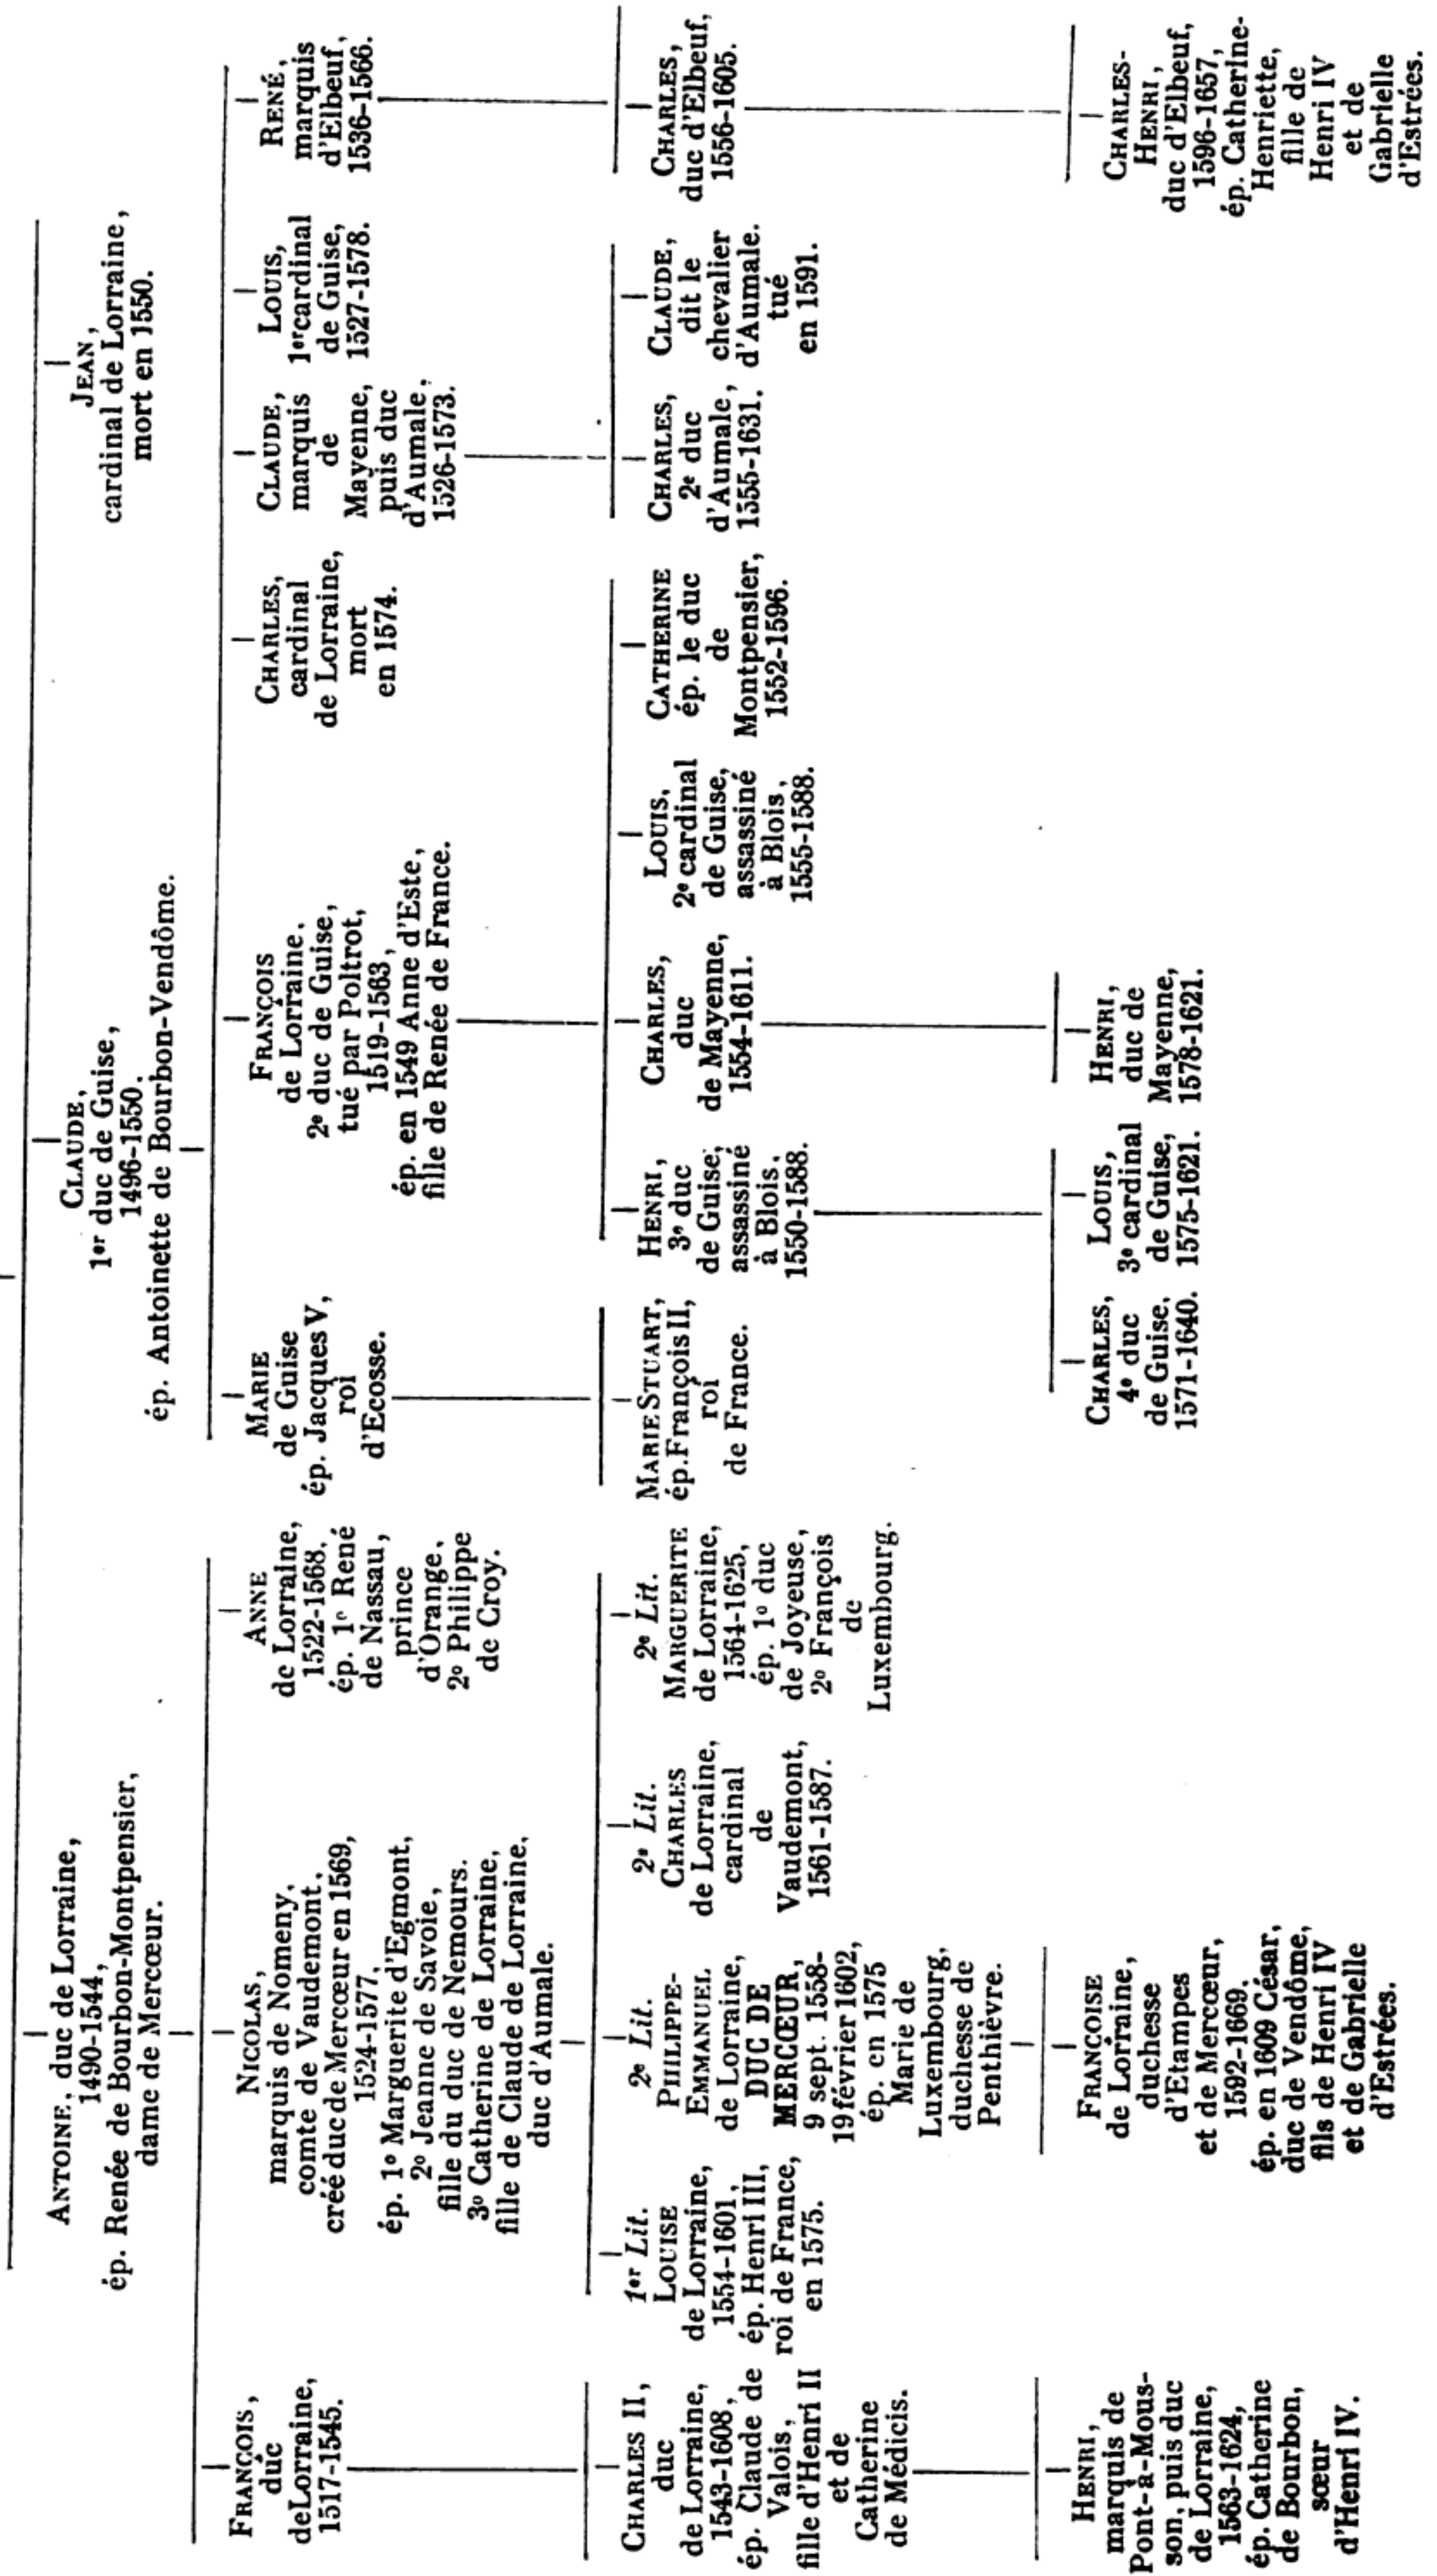 ANTOINE, duc de Lorraine,
1490-1544,
ép. Renée de Bourbon-Montpensier,
dame de Mercœur.
CLAUDE,
1er duc de Guise,
1496-1550.
ép. Antoinette de Bourbon-Vendôme.
JEAN,
cardinal de Lorraine,
mort en 1550.
FRANÇOIS,
duc
de Lorraine,
1517-1545.
NICOLAS,
marquis de Nomeny,
comte de Vaudemont,
créé duc de Mercœur en 1569,
1524-1577,
ép. 1º Marguerite d'Egmont,
2º Jeanne de Savoie,
fille du duc de Nemours.
3º Catherine de Lorraine,
fille de Claude de Lorraine,
duc d'Aumale.
ANNE
de Lorraine,
1522-1568,
ép. 1º René
de Nassau,
prince
d'Orange,
2º Philippe
de Croy.
MARIE
de Guise
ép. Jacques V,
roi
d'Ecosse.
FRANÇOIS
de Lorraine,
2e duc de Guise,
tué par Poltrot,
1519-1563,
ép. en 1549 Anne d'Este,
fille de Renée de France.
CHARLES,
cardinal
de Lorraine,
mort
en 1574.
CLAUDE,
marquis
de
Mayenne,
puis duc
d'Aumale,
1526-1573.
LOUIS,
1er cardinal
de Guise,
1527-1578.
RENÉ,
marquis
d'Elbeuf,
1536-1566.
CHARLES II,
duc
de Lorraine,
1543-1608,
ép. Claude de
Valois,
fille d'Henri II
et de
Catherine
de Médicis.
1er Lit.
LOUISE
de Lorraine,
1554-1601,
ép. Henri III,
roi de France,
en 1575.
2e Lit.
PHILIPPE-
EMMANUEL
de Lorraine,
DUC DE
MERCŒUR,
9 sept. 1558-
19 février 1602,
ép. en 1575
Marie de
Luxembourg,
duchesse de
Penthièvre.
2e Lit.
CHARLES
de Lorraine,
cardinal
de
Vaudemont,
1561-1587.
2e Lit.
MARGUERITE
de Lorraine,
1564-1625,
ép. 1º duc
de Joyeuse,
2º François
de
Luxembourg.
MARIE STUART,
ép. François II,
roi
de France.
HENRI,
3e duc
de Guise,
assassiné
à Blois,
1550-1588.
CHARLES,
duc
de Mayenne,
1554-1611.
LOUIS,
2e cardinal
de Guise,
assassiné
à Blois,
1555-1588.
CATHERINE
ép. le duc
de
Montpensier,
1552-1596.
CHARLES,
2e duc
d'Aumale,
1555-1631.
CLAUDE,
dit le
chevalier
d'Aumale.
tué
en 1591.
CHARLES,
duc d'Elbeuf,
1556-1605.
HENRI,
marquis de
Pont-à-Mous-
son, puis duc
de Lorraine,
1563-1624,
ép. Catherine
de Bourbon,
sœur
d'Henri IV.
FRANCOISE
de Lorraine,
duchesse
d'Etampes
et de Mercœur,
1592-1669.
ép. en 1609 César,
duc de Vendôme,
fils de Henri IV
et de Gabrielle
d'Estrées.
CHARLES,
4e duc
de Guise,
1571-1640.
LOUIS,
3e cardinal
de Guise,
1575-1621.
HENRI,
duc de
Mayenne,
1578-1621.
CHARLES-
HENRI,
duc d'Elbeuf,
1596-1657,
ép. Catherine-
Henriette,
fille de
Henri IV
et de
Gabrielle
d'Estrées.